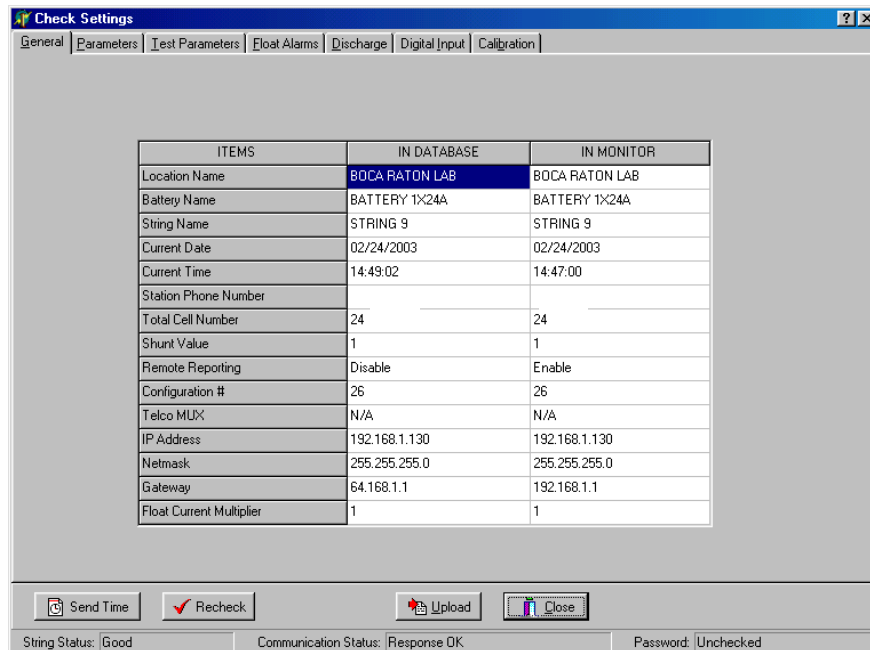 Check Settings
General Parameters Test Parameters Float Alarms Discharge Digital Input Calibration
ITEMS IN DATABASE IN MONITOR
Location Name BOCA RATON LAB BOCA RATON LAB
Battery Name BATTERY 1X24A BATTERY 1X24A
String Name STRING 9 STRING 9
Current Date 02/24/2003 02/24/2003
Current Time 14:49:02 14:47:00
Station Phone Number
Total Cell Number 24 24
Shunt Value 1 1
Remote Reporting Disable Enable
Configuration # 26 26
Telco MUX N/A N/A
IP Address 192.168.1.130 192.168.1.130
Netmask 255.255.255.0 255.255.255.0
Gateway 64.168.1.1 192.168.1.1
Float Current Multiplier 1 1
Send Time Recheck Upload Close
String Status: Good Communication Status: Response OK Password: Unchecked